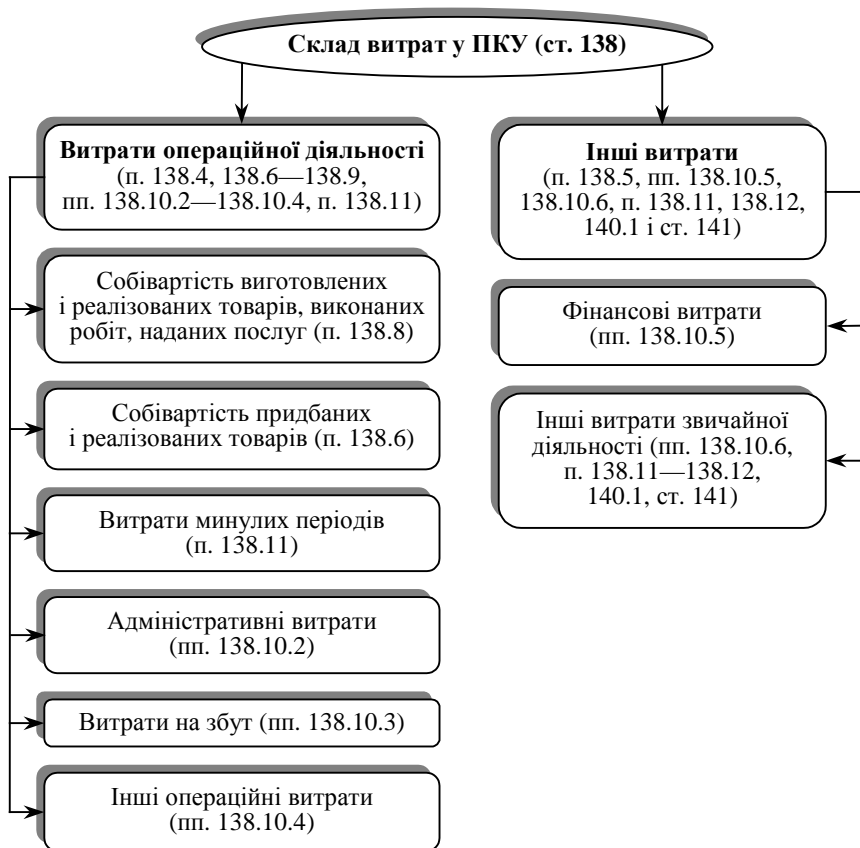 Склад витрат у ПКУ (ст. 138)
Витрати операційної діяльності
(п. 138.4, 138.6—138.9,
пп. 138.10.2—138.10.4, п. 138.11)
Собівартість виготовлених
і реалізованих товарів, виконаних
робіт, наданих послуг (п. 138.8)
Собівартість придбаних
і реалізованих товарів (п. 138.6)
Витрати минулих періодів
(п. 138.11)
Адміністративні витрати
(пп. 138.10.2)
Витрати на збут (пп. 138.10.3)
Інші операційні витрати
(пп. 138.10.4)
Інші витрати
(п. 138.5, пп. 138.10.5,
138.10.6, п. 138.11, 138.12,
140.1 і ст. 141)
Фінансові витрати
(пп. 138.10.5)
Інші витрати звичайної
діяльності (пп. 138.10.6,
п. 138.11—138.12,
140.1, ст. 141)